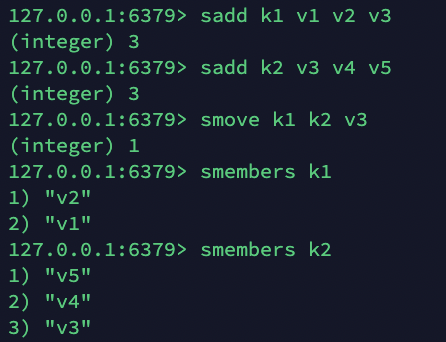 127.0.0.1:6379> sadd k1 v1 v2 v3
(integer) 3
127.0.0.1:6379> sadd k2 v3 v4 v5
(integer) 3
127.0.0.1:6379> smove k1 k2 v3
(integer) 1
127.0.0.1:6379> smembers k1
1) "v2"
2) "v1"
127.0.0.1:6379> smembers k2
1) "v5"
2) "v4"
3) "v3"